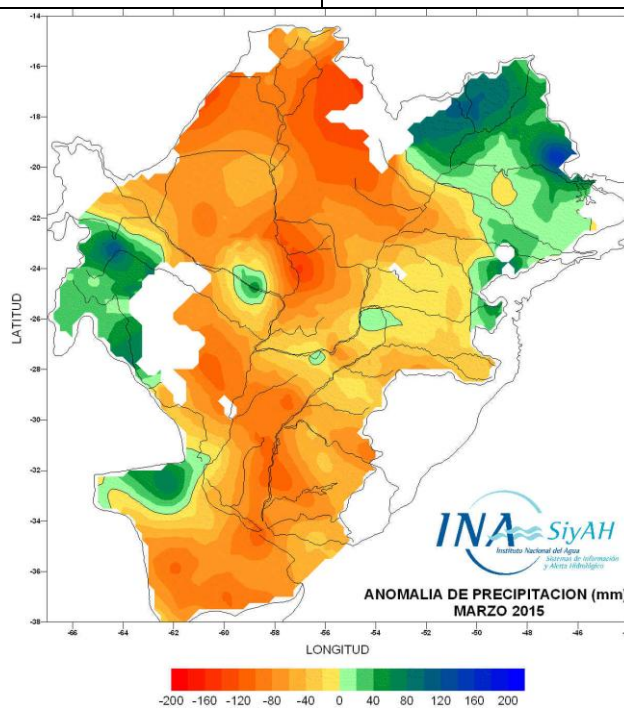 -14
-16
-18
-20
-22
-24
-26
-28
-30
-32
-34
-36
-38
LATITUD
INA SiyAH
Instituto Nacional del Agua
Sistemas de Información
y Alerta Hidrológico
ANOMALIA DE PRECIPITACION (mm)
MARZO 2015
-66 -64 -62 -60 -58 -56 -54 -52 -50 -48 -46 -44
LONGITUD
-200 -160 -120 -80 -40 0 40 80 120 160 200